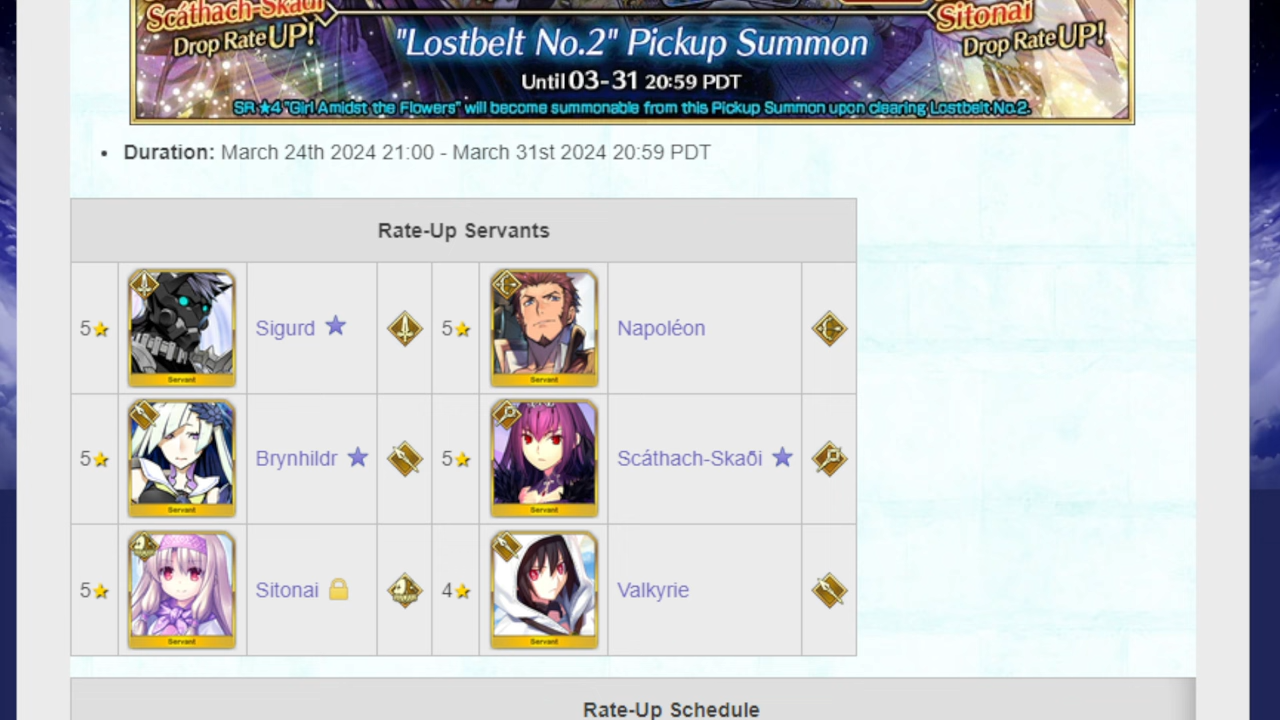 Scáthach-Skaði
Drop Rate UP!
Sitonai
Drop Rate UP!
"Lostbelt No.2" Pickup Summon
Until 03-31 20:59 PDT
SR ★4 "Girl Amidst the Flowers" will become summonable from this Pickup Summon upon clearing Lostbelt No.2.
• Duration: March 24th 2024 21:00 - March 31st 2024 20:59 PDT
Rate-Up Servants
5★ Servant Sigurd ★ 5★ Servant Napoléon
5★ Servant Brynhildr ★ 5★ Servant Scáthach-Skaði ★
5★ Servant Sitonai 🔒 4★ Servant Valkyrie
Rate-Up Schedule